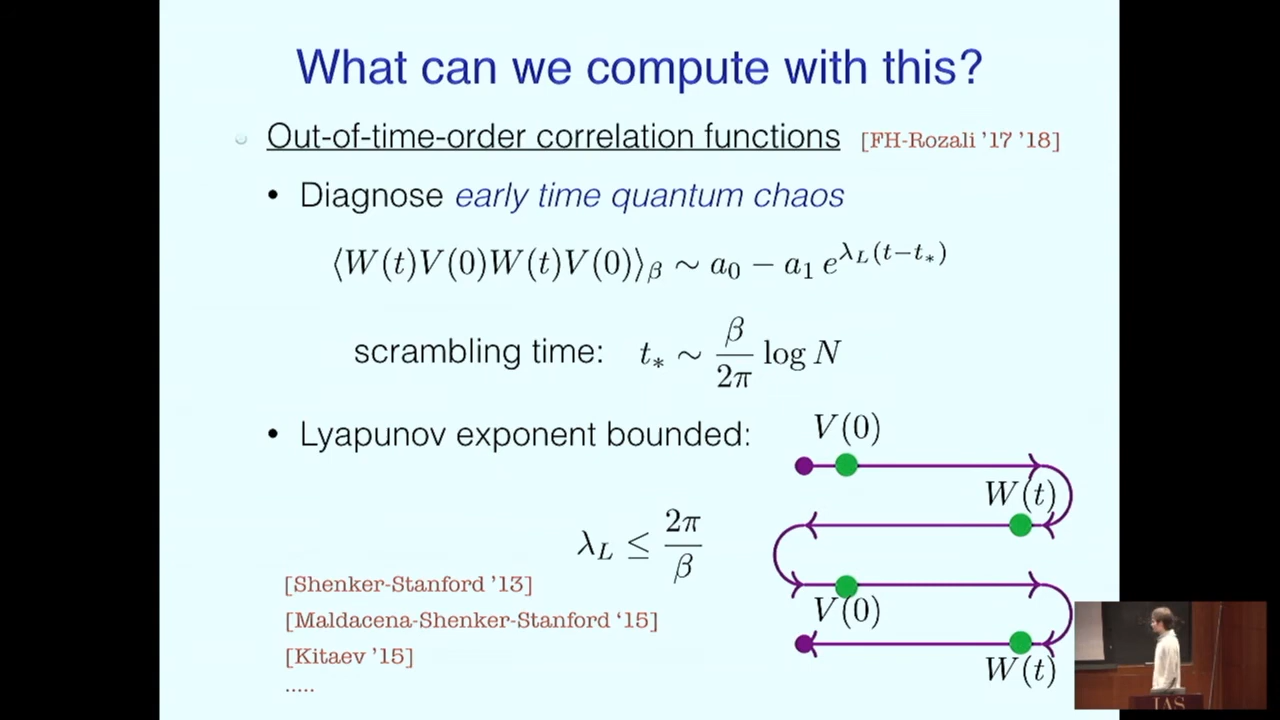 What can we compute with this?
Out-of-time-order correlation functions [FH-Rozali '17 '18]
• Diagnose early time quantum chaos
⟨W(t)V(0)W(t)V(0)⟩_β ∼ a_0 − a_1 e^{λ_L(t−t_*)}
scrambling time: t_* ∼ β/2π log N
• Lyapunov exponent bounded:
λ_L ≤ 2π/β
[Shenker-Stanford '13]
[Maldacena-Shenker-Stanford ‘15]
[Kitaev '15]
.....
V(0)
W(t)
V(0)
W(t)
IAS